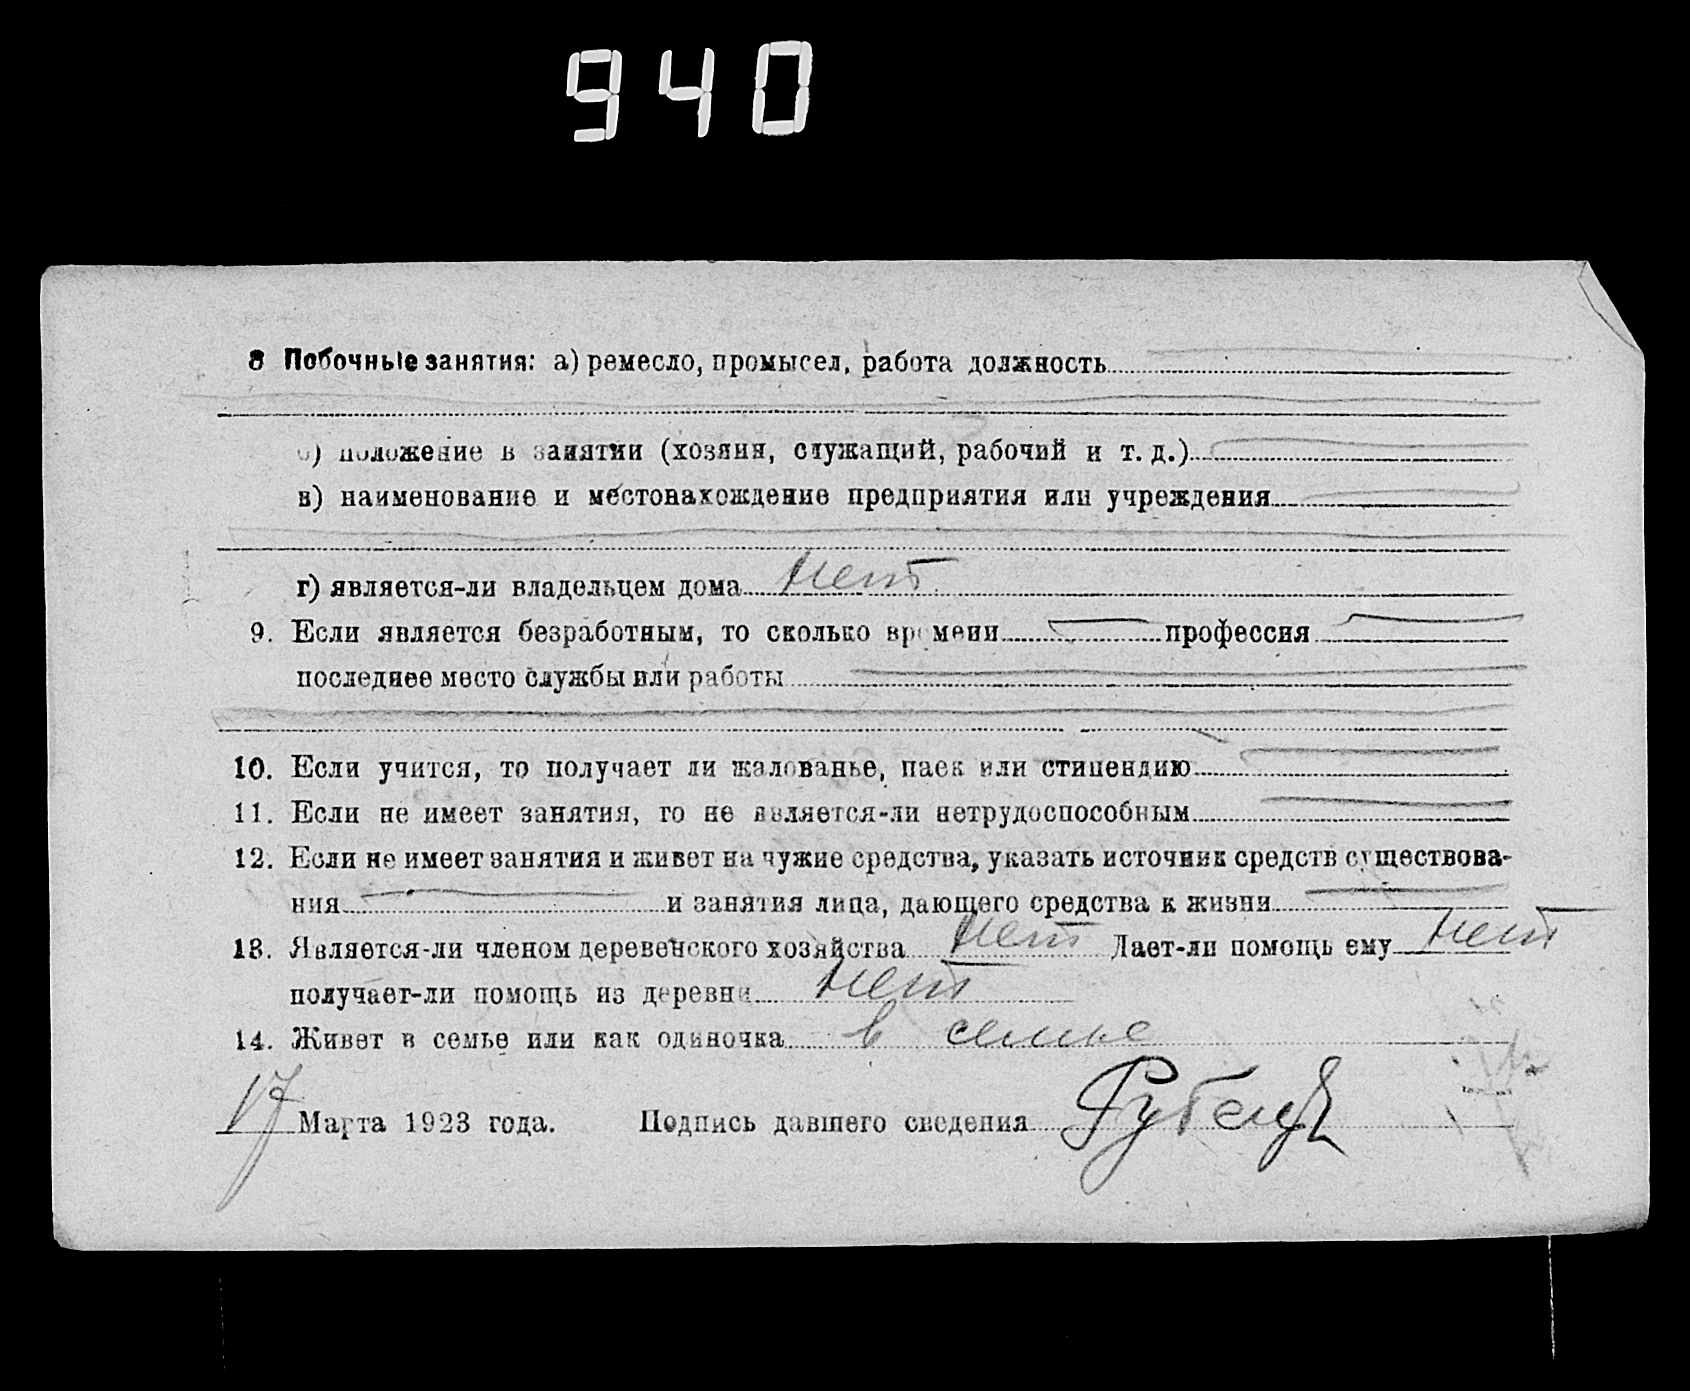 940
8 Побочные занятия: а) ремесло, промысел, работа должность
б) положение в занятии (хозяин, служащий, рабочий и т. д.)
в) наименование и местонахождение предприятия или учреждения
г) является-ли владельцем дома нет
9. Если является безработным, то сколько времени профессия
последнее место службы или работы
10. Если учится, то получает ли жалованье, паек или стипендию
11. Если не имеет занятия, то не является-ли нетрудоспособным
12. Если не имеет занятия и живет на чужие средства, указать источник средств существова-
ния и занятия лица, дающего средства к жизни
13. Является-ли членом деревенского хозяйства нет Дает-ли помощь ему нет
получает-ли помощь из деревни нет
14. Живет в семье или как одиночка в семье
17 Марта 1923 года. Подпись давшего сведения